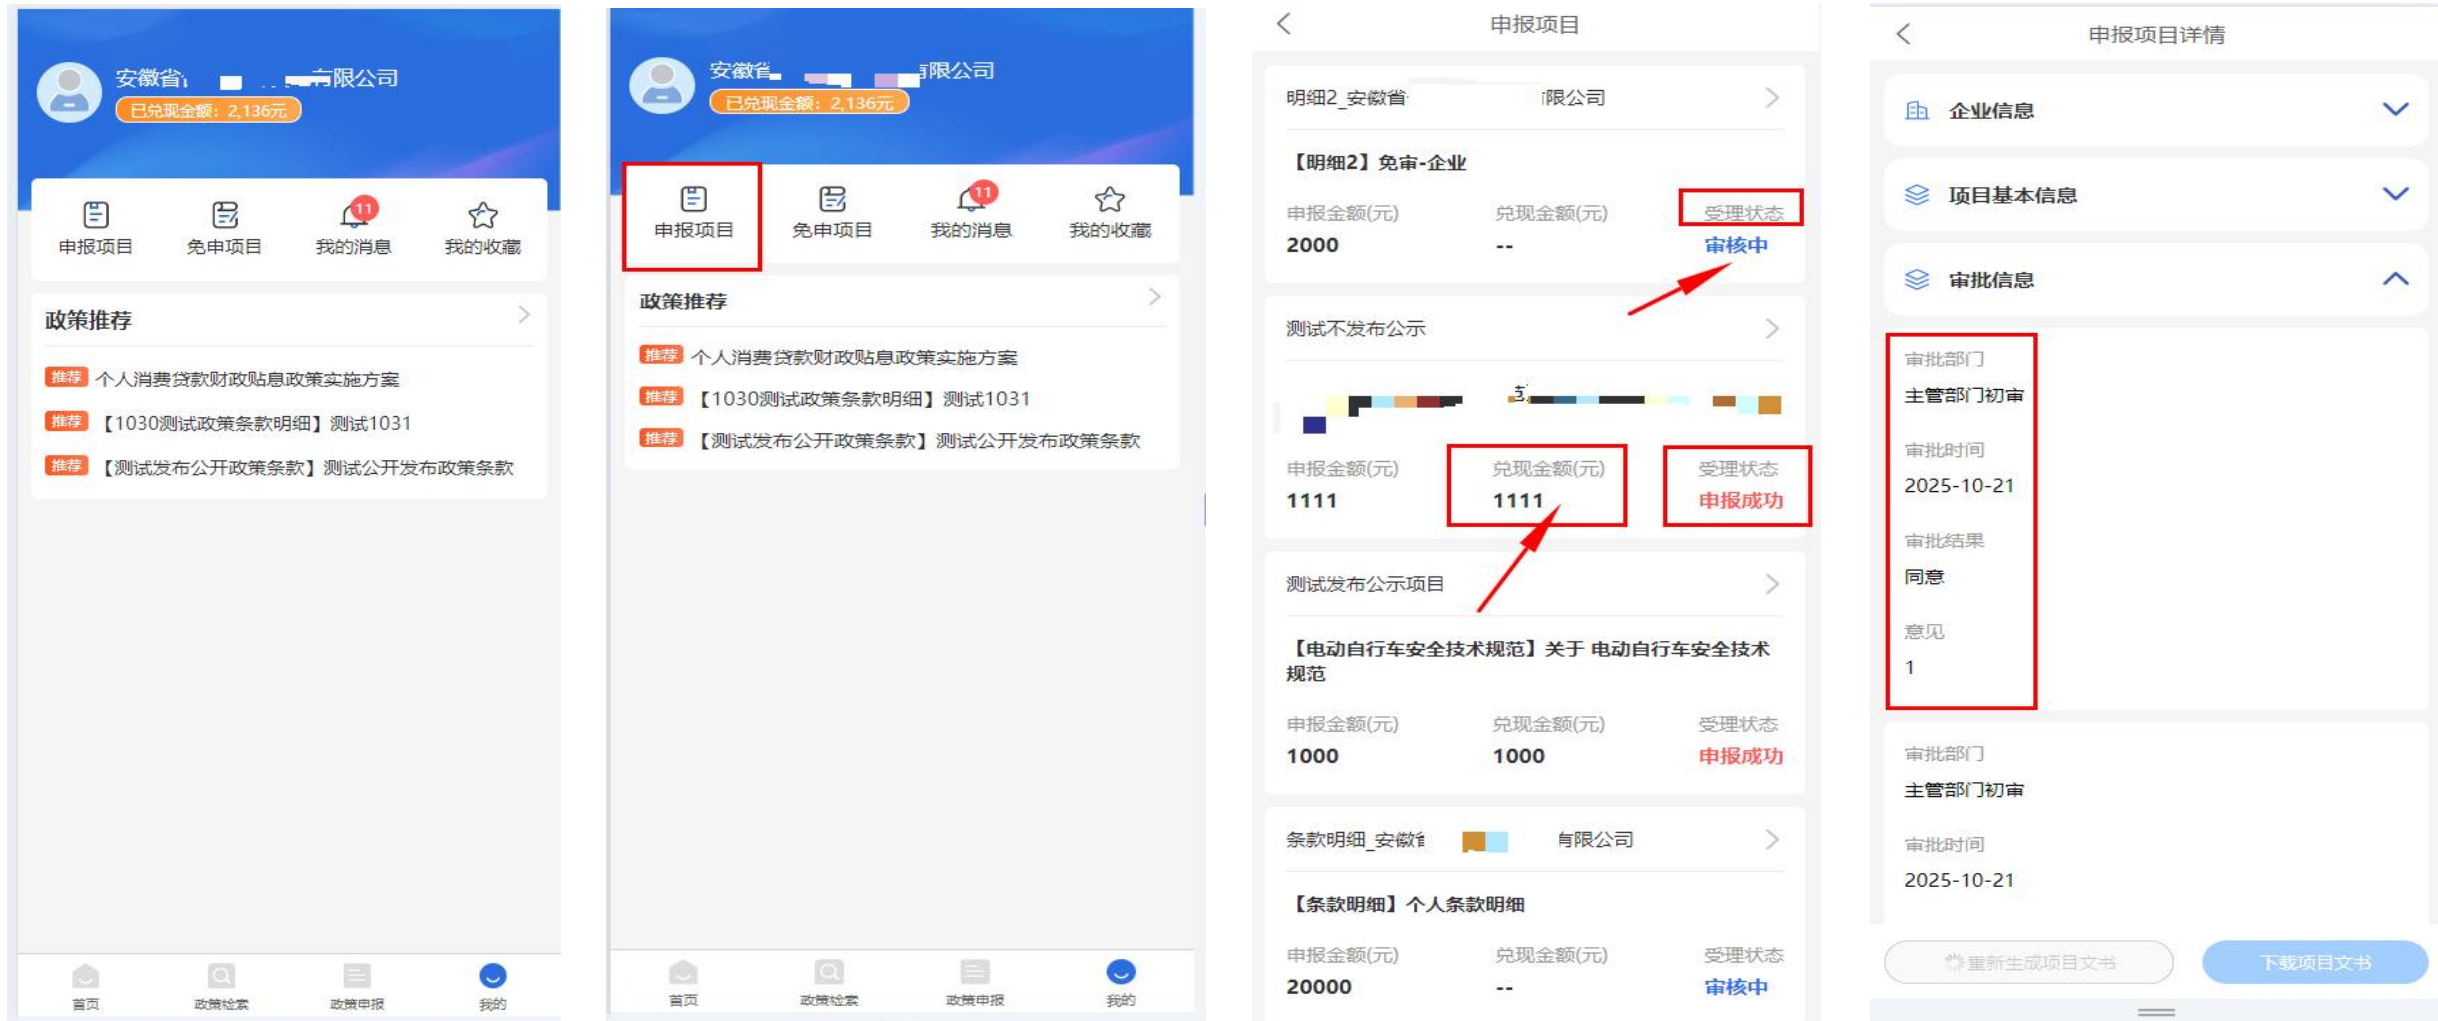 安徽省
有限公司
已兑现金额：2,136元
申报项目
免申项目
11
我的消息
我的收藏
政策推荐
推荐 个人消费贷款财政贴息政策实施方案
推荐 【1030测试政策条款明细】测试1031
推荐 【测试发布公开政策条款】测试公开发布政策条款
首页
政策检索
政策申报
我的
安徽省
有限公司
已兑现金额：2,136元
申报项目
免申项目
11
我的消息
我的收藏
政策推荐
推荐 个人消费贷款财政贴息政策实施方案
推荐 【1030测试政策条款明细】测试1031
推荐 【测试发布公开政策条款】测试公开发布政策条款
首页
政策检索
政策申报
我的
申报项目
明细2_安徽省
限公司
【明细2】免审-企业
申报金额(元) 兑现金额(元) 受理状态
2000 -- 审核中
测试不发布公示
申报金额(元) 兑现金额(元) 受理状态
1111 1111 申报成功
测试发布公示项目
【电动自行车安全技术规范】关于 电动自行车安全技术
规范
申报金额(元) 兑现金额(元) 受理状态
1000 1000 申报成功
条款明细_安徽省
有限公司
【条款明细】个人条款明细
申报金额(元) 兑现金额(元) 受理状态
20000 -- 审核中
申报项目详情
企业信息
项目基本信息
审批信息
审批部门
主管部门初审
审批时间
2025-10-21
审批结果
同意
意见
1
审批部门
主管部门初审
审批时间
2025-10-21
重新生成项目文书
下载项目文书